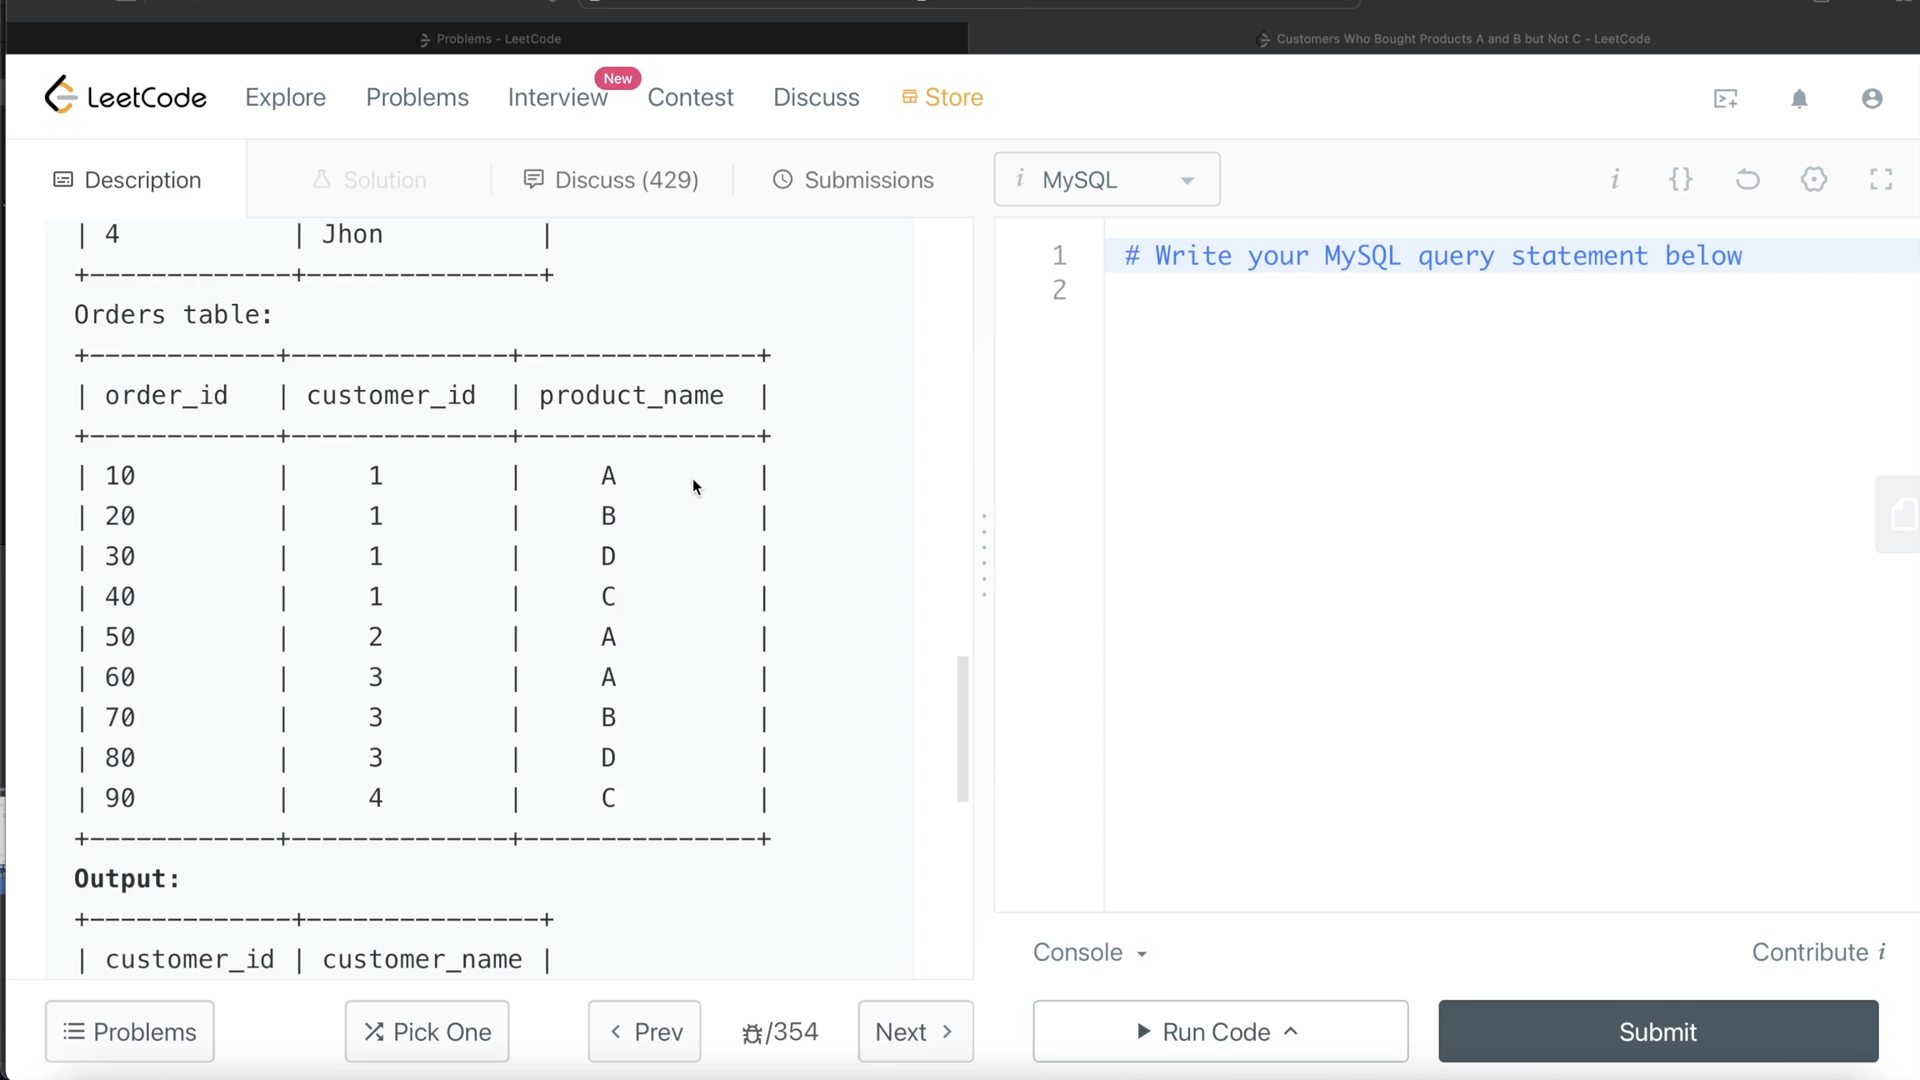 Problems - LeetCode
Customers Who Bought Products A and B but Not C - LeetCode
LeetCode
Explore
Problems
Interview
New
Contest
Discuss
Store
Description
Solution
Discuss (429)
Submissions
i MySQL
i {}
| 4 | Jhon |
+-------------+---------------+
Orders table:
+------------+--------------+---------------+
| order_id | customer_id | product_name |
+------------+--------------+---------------+
| 10 | 1 | A |
| 20 | 1 | B |
| 30 | 1 | D |
| 40 | 1 | C |
| 50 | 2 | A |
| 60 | 3 | A |
| 70 | 3 | B |
| 80 | 3 | D |
| 90 | 4 | C |
+------------+--------------+---------------+
Output:
+-------------+---------------+
| customer_id | customer_name |
1 # Write your MySQL query statement below
2
Console
Contribute i
Problems
Pick One
Prev
/354
Next
Run Code
Submit